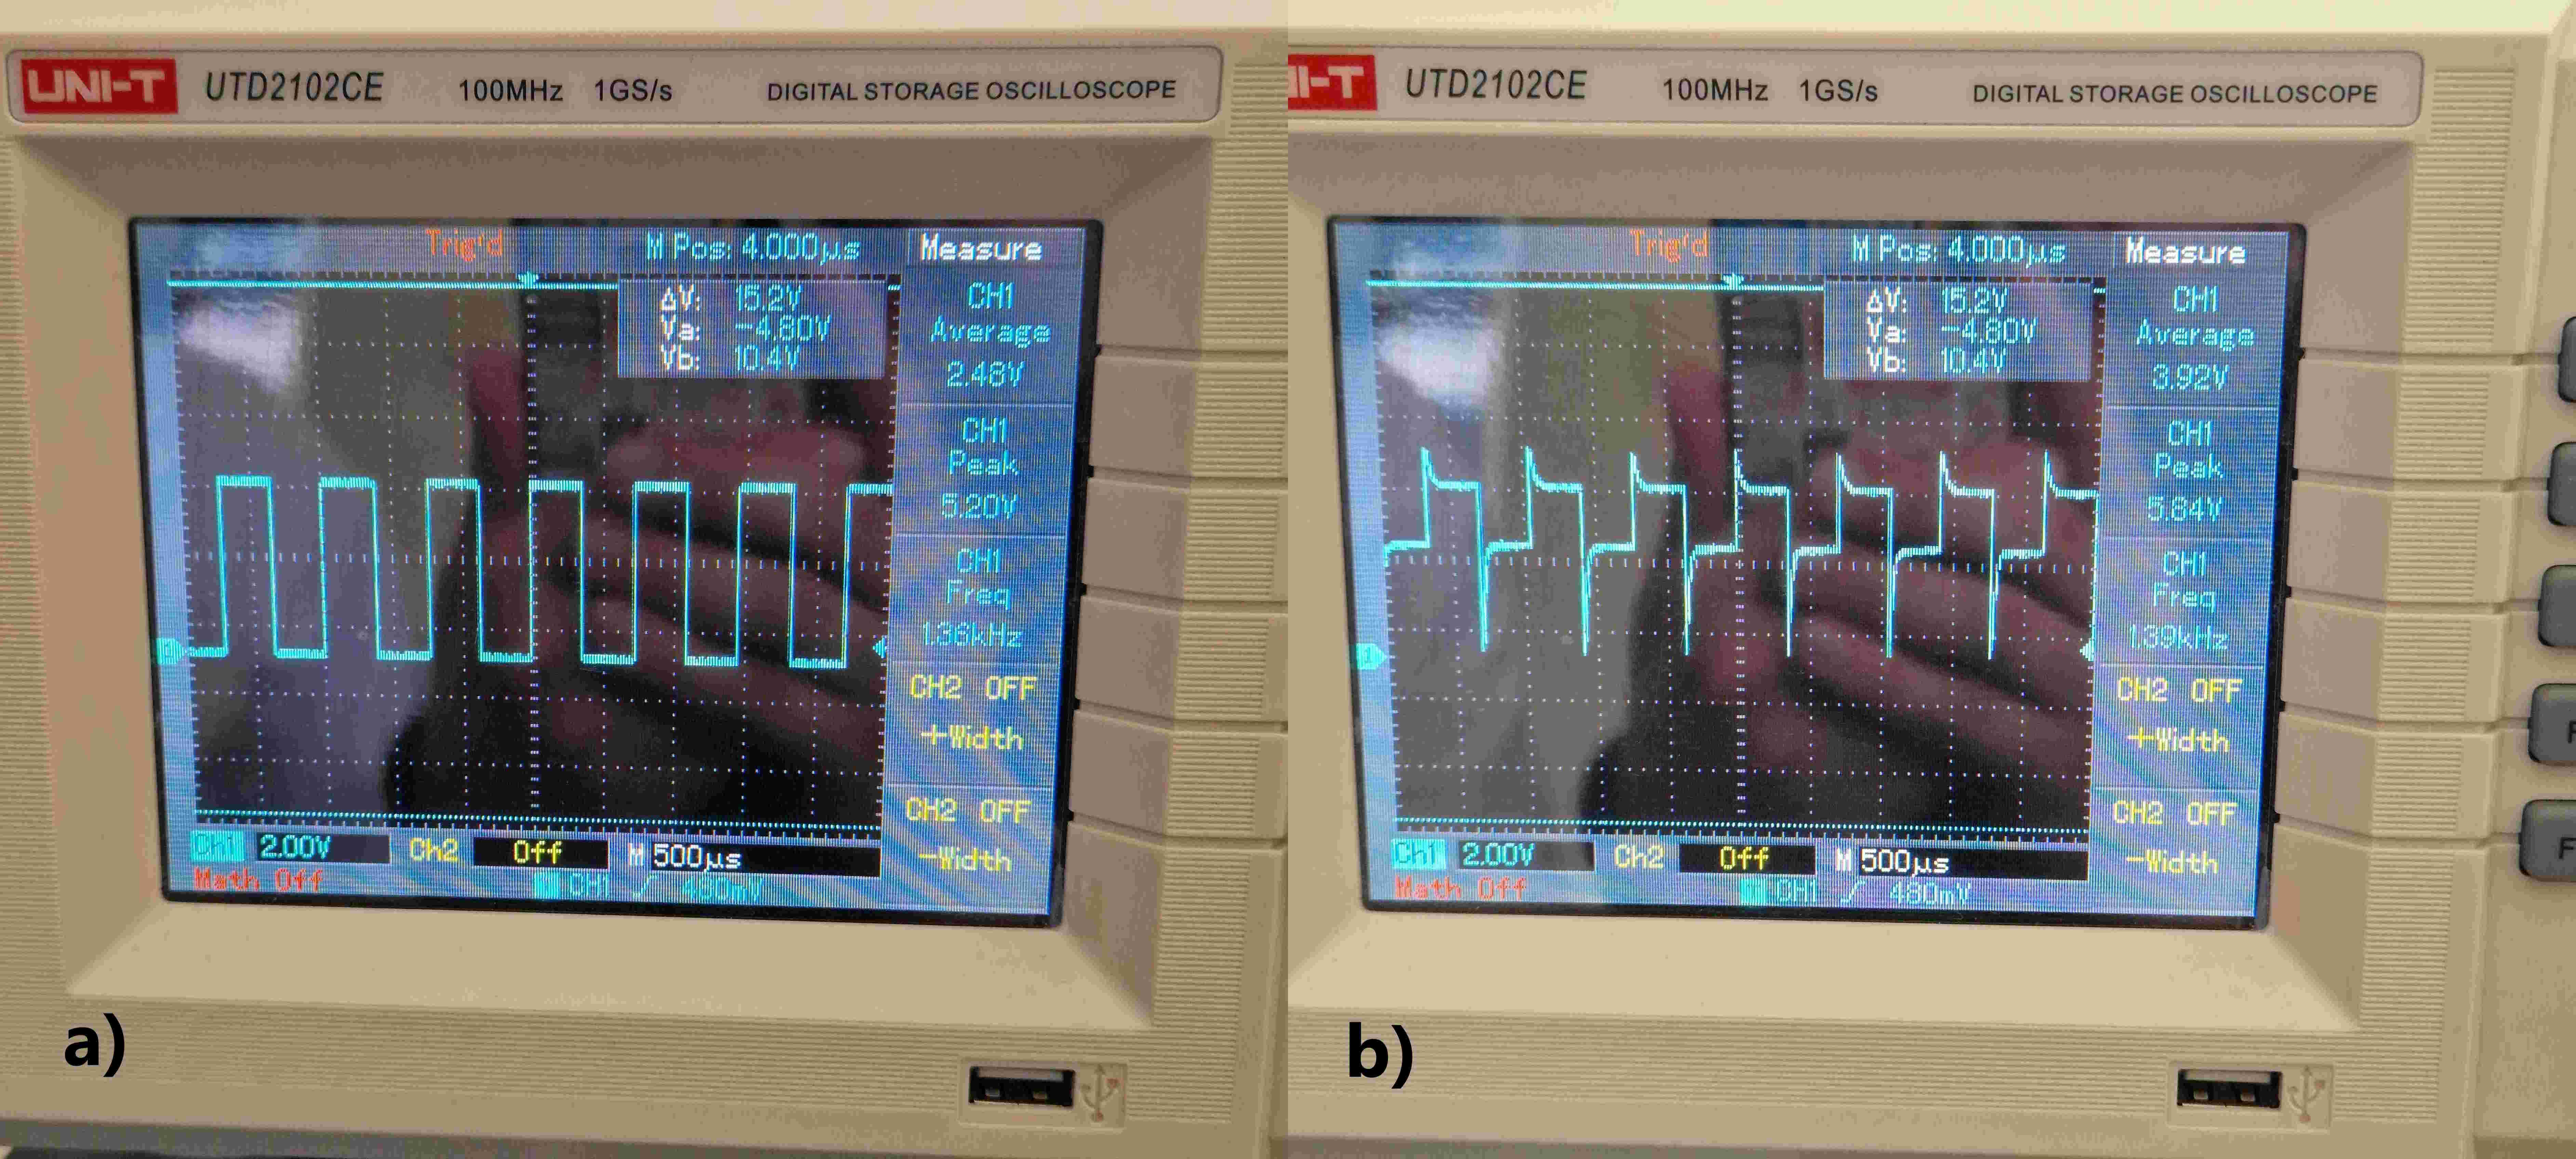 UNI-T UTD2102CE 100MHz 1GS/s DIGITAL STORAGE OSCILLOSCOPE
Trig'd M Pos: 4.000µs Measure
ΔV: 15.2V
Va: -4.80V
Vb: 10.4V
CH1
Average
2.48V
CH1
Peak
5.20V
CH1
Freq
1.36kHz
CH2 OFF
+Width
CH2 OFF
-Width
Ch1 2.00V Ch2 Off M 500µs
Math Off CH1 480mV
a)
I-T UTD2102CE 100MHz 1GS/s DIGITAL STORAGE OSCILLOSCOPE
Trig'd M Pos: 4.000µs Measure
ΔV: 15.2V
Va: -4.80V
Vb: 10.4V
CH1
Average
3.92V
CH1
Peak
5.84V
CH1
Freq
1.39kHz
CH2 OFF
+Width
CH2 OFF
-Width
Ch1 2.00V Ch2 Off M 500µs
Math Off CH1 480mV
F
b)